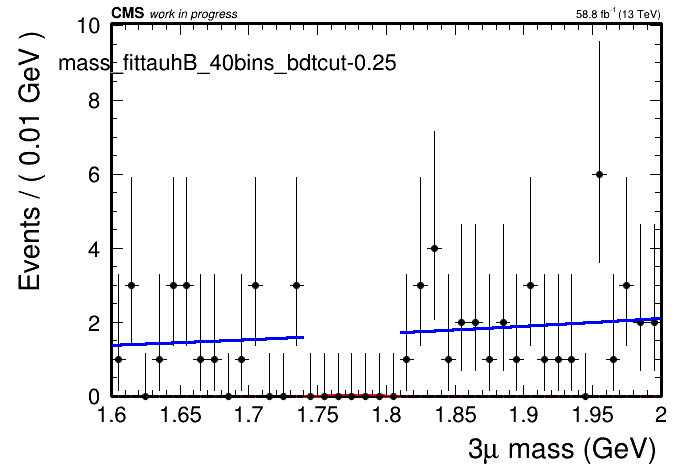 CMS work in progress
58.8 fb-1 (13 TeV)
mass_fittauhB_40bins_bdtcut-0.25
Events / ( 0.01 GeV )
10
8
6
4
2
0
1.6 1.65 1.7 1.75 1.8 1.85 1.9 1.95 2
3μ mass (GeV)